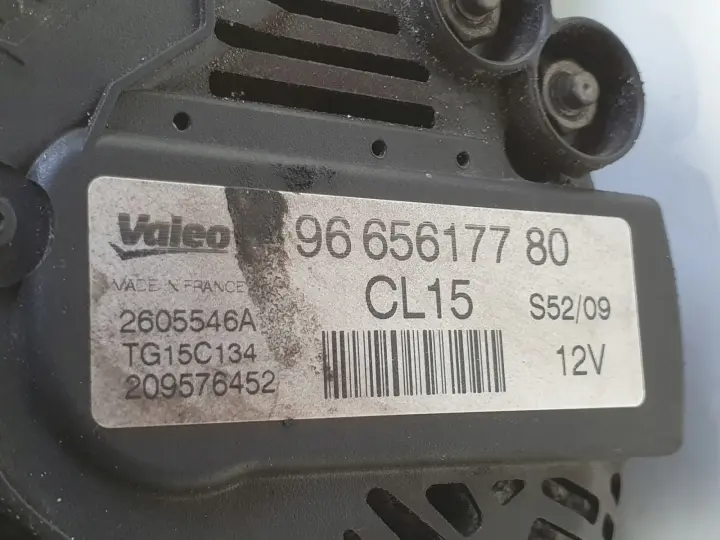 Valeo 96 656177 80
MADE IN FRANCE
CL15 S52/09
2605546A
TG15C134 12V
209576452